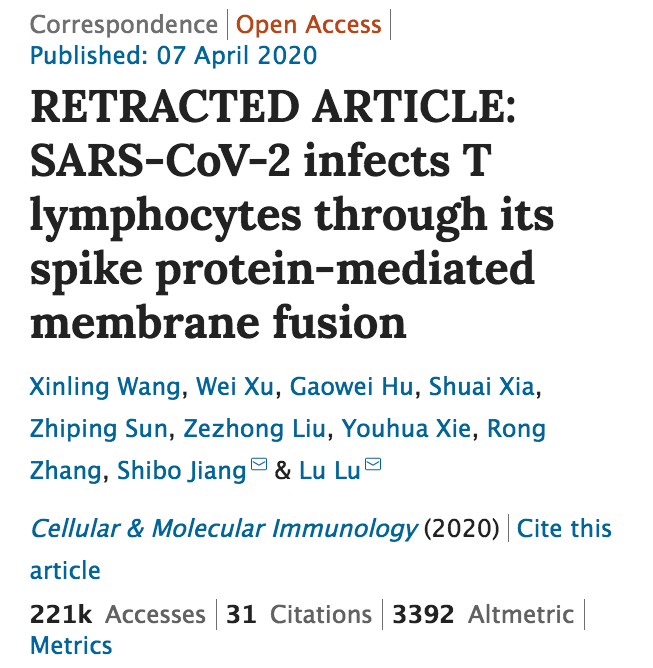 Correspondence | Open Access |
Published: 07 April 2020
RETRACTED ARTICLE:
SARS-CoV-2 infects T
lymphocytes through its
spike protein-mediated
membrane fusion
Xinling Wang, Wei Xu, Gaowei Hu, Shuai Xia,
Zhiping Sun, Zezhong Liu, Youhua Xie, Rong
Zhang, Shibo Jiang & Lu Lu
Cellular & Molecular Immunology (2020) | Cite this
article
221k Accesses | 31 Citations | 3392 Altmetric |
Metrics